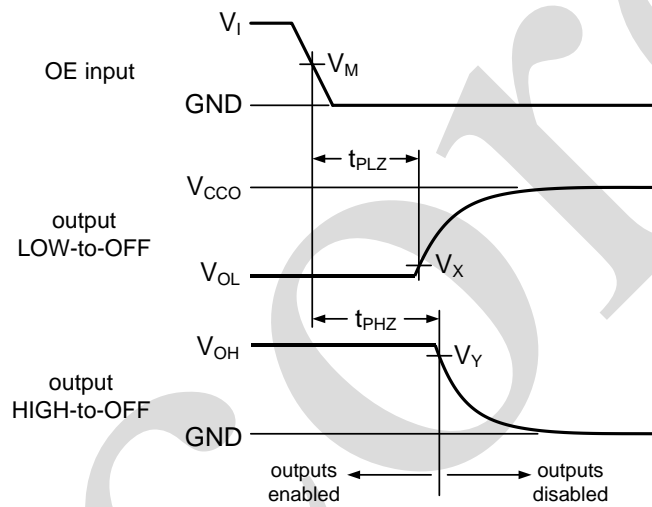 V_I
OE input
V_M
GND
t_PLZ
V_CCO
output
LOW-to-OFF
V_OL
V_X
t_PHZ
V_OH
V_Y
output
HIGH-to-OFF
GND
outputs
enabled
outputs
disabled